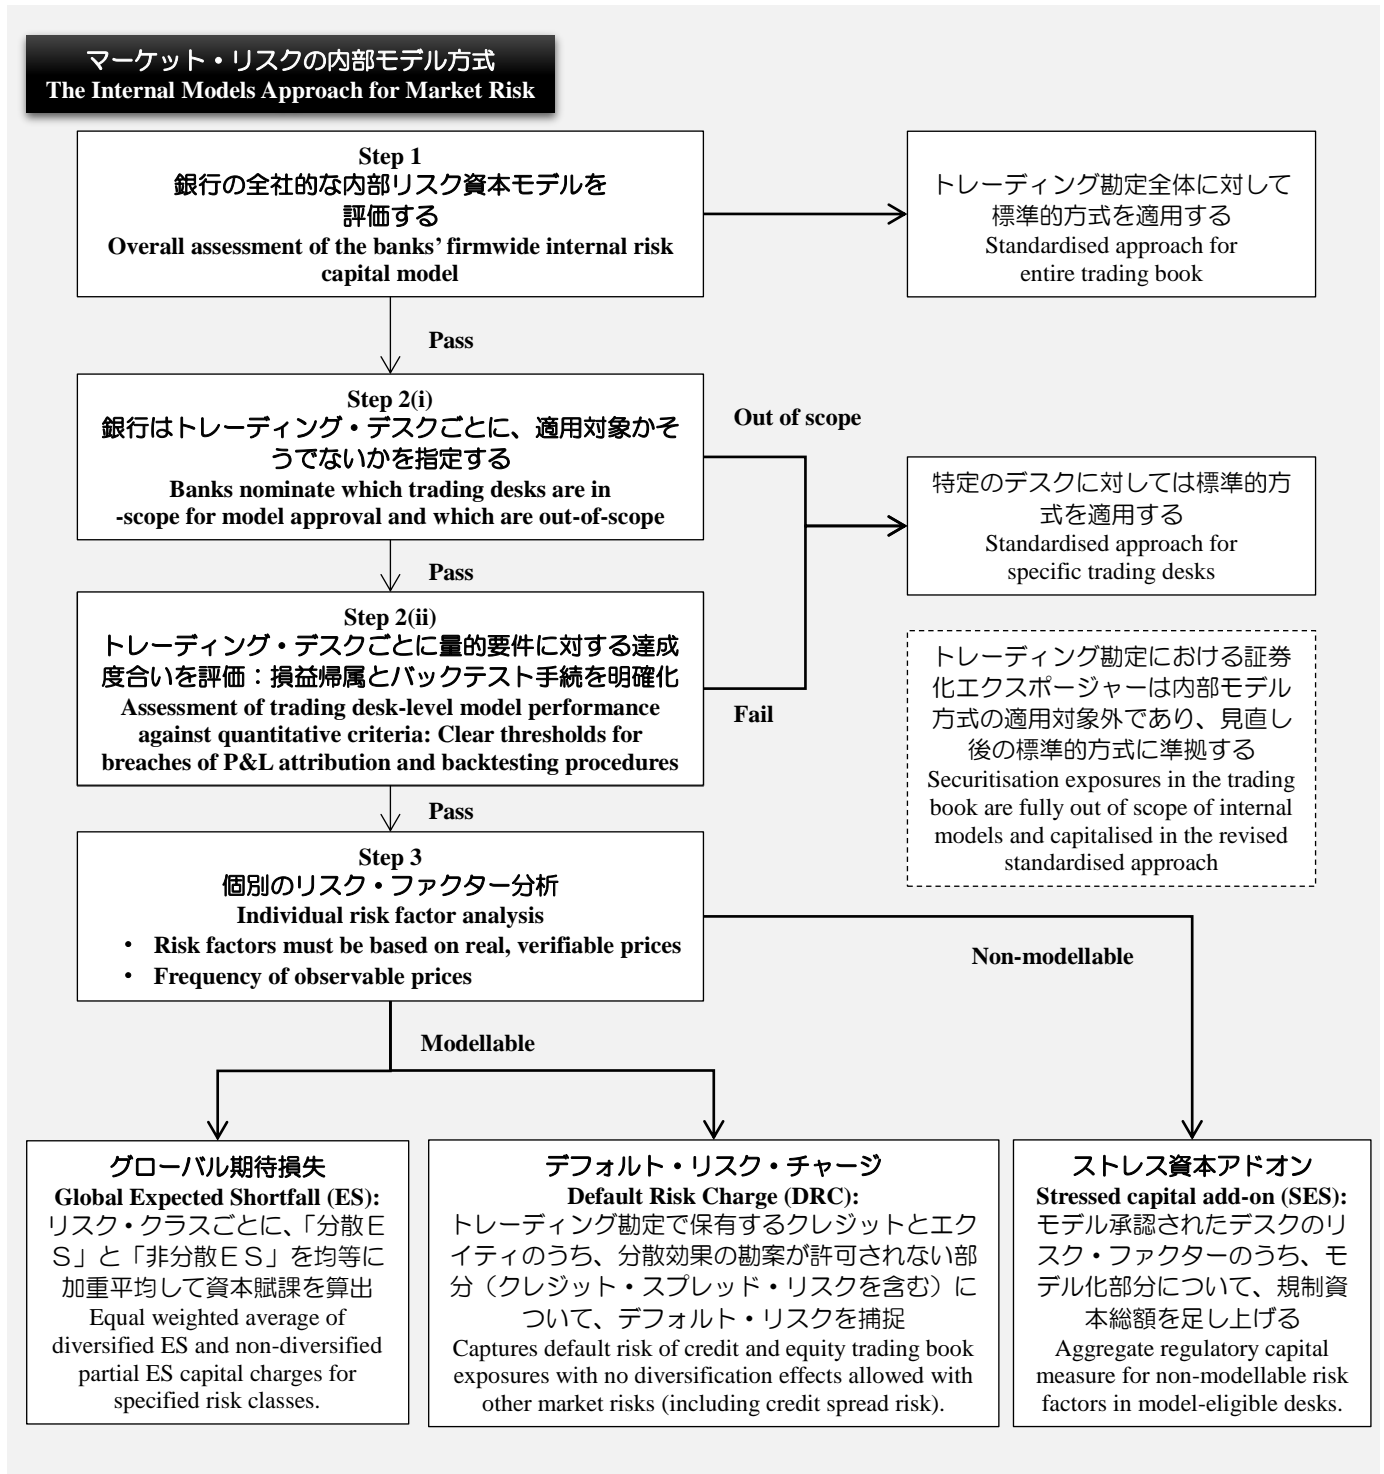 マーケット・リスクの内部モデル方式
The Internal Models Approach for Market Risk
Step 1
銀行の全社的な内部リスク資本モデルを
評価する
Overall assessment of the banks' firmwide internal risk
capital model
トレーディング勘定全体に対して
標準的方式を適用する
Standardised approach for
entire trading book
Pass
Step 2(i)
銀行はトレーディング・デスクごとに、適用対象かそ
うでないかを指定する
Banks nominate which trading desks are in
-scope for model approval and which are out-of-scope
Out of scope
特定のデスクに対しては標準的方
式を適用する
Standardised approach for
specific trading desks
Pass
Step 2(ii)
トレーディング・デスクごとに量的要件に対する達成
度合いを評価：損益帰属とバックテスト手続を明確化
Assessment of trading desk-level model performance
against quantitative criteria: Clear thresholds for
breaches of P&L attribution and backtesting procedures
Fail
トレーディング勘定における証券
化エクスポージャーは内部モデル
方式の適用対象外であり、見直し
後の標準的方式に準拠する
Securitisation exposures in the trading
book are fully out of scope of internal
models and capitalised in the revised
standardised approach
Pass
Step 3
個別のリスク・ファクター分析
Individual risk factor analysis
• Risk factors must be based on real, verifiable prices
• Frequency of observable prices
Non-modellable
Modellable
グローバル期待損失
Global Expected Shortfall (ES):
リスク・クラスごとに、「分散Ｅ
Ｓ」と「非分散ＥＳ」を均等に
加重平均して資本賦課を算出
Equal weighted average of
diversified ES and non-diversified
partial ES capital charges for
specified risk classes.
デフォルト・リスク・チャージ
Default Risk Charge (DRC):
トレーディング勘定で保有するクレジットとエク
イティのうち、分散効果の勘案が許可されない部
分（クレジット・スプレッド・リスクを含む）に
ついて、デフォルト・リスクを捕捉
Captures default risk of credit and equity trading book
exposures with no diversification effects allowed with
other market risks (including credit spread risk).
ストレス資本アドオン
Stressed capital add-on (SES):
モデル承認されたデスクのリ
スク・ファクターのうち、モ
デル化部分について、規制資
本総額を足し上げる
Aggregate regulatory capital
measure for non-modellable risk
factors in model-eligible desks.